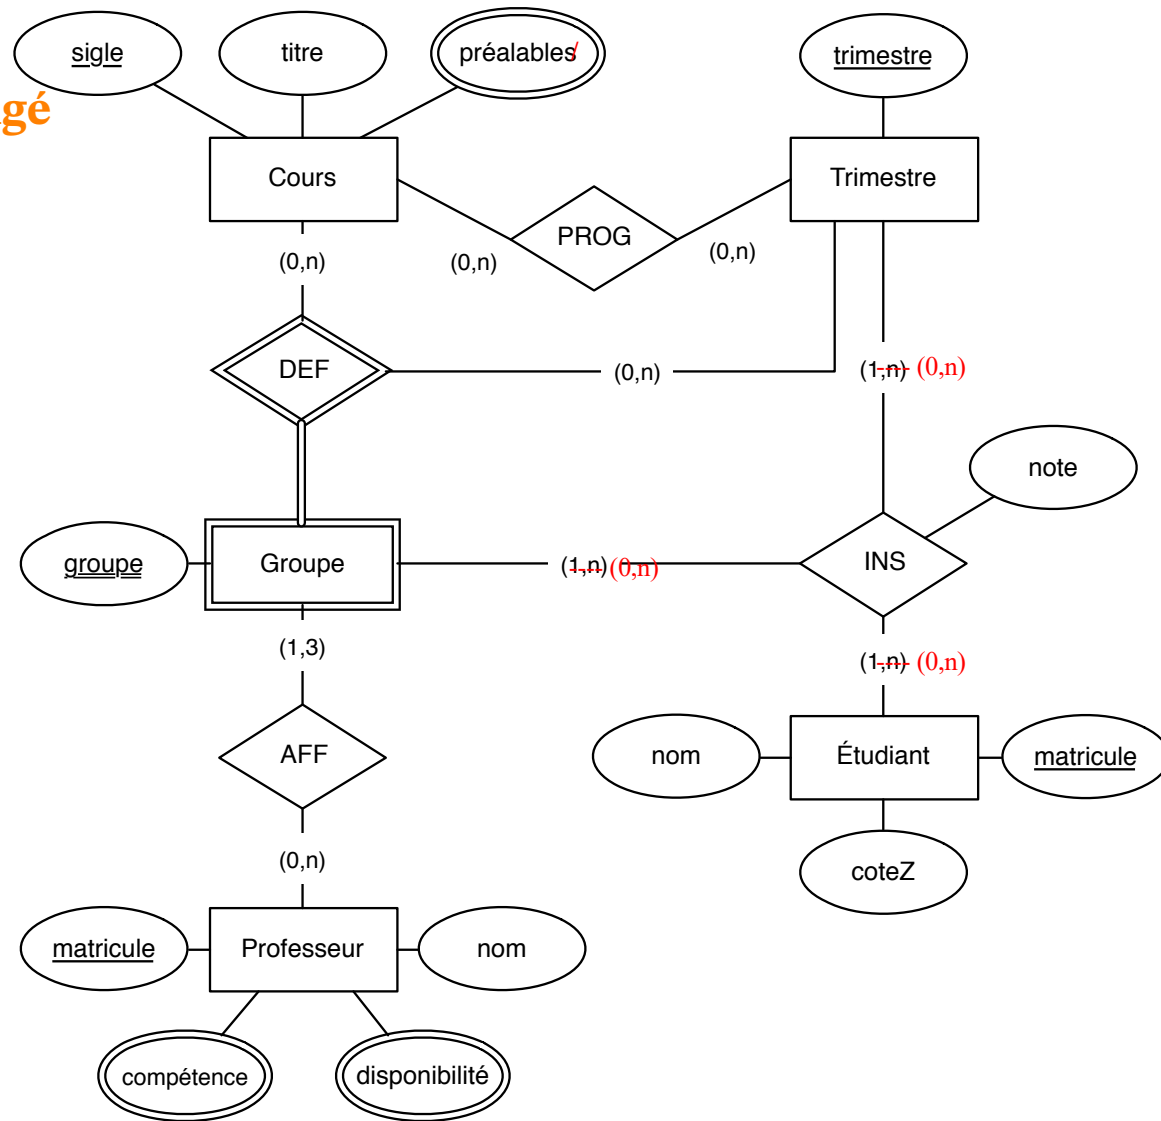 sigle
titre
préalables
trimestre
gé
Cours
Trimestre
PROG
(0,n)
(0,n)
(0,n)
DEF
(0,n)
(1,n) (0,n)
note
groupe
Groupe
(1,n) (0,n)
INS
(1,3)
(1,n) (0,n)
AFF
nom
Étudiant
matricule
(0,n)
coteZ
matricule
Professeur
nom
compétence
disponibilité